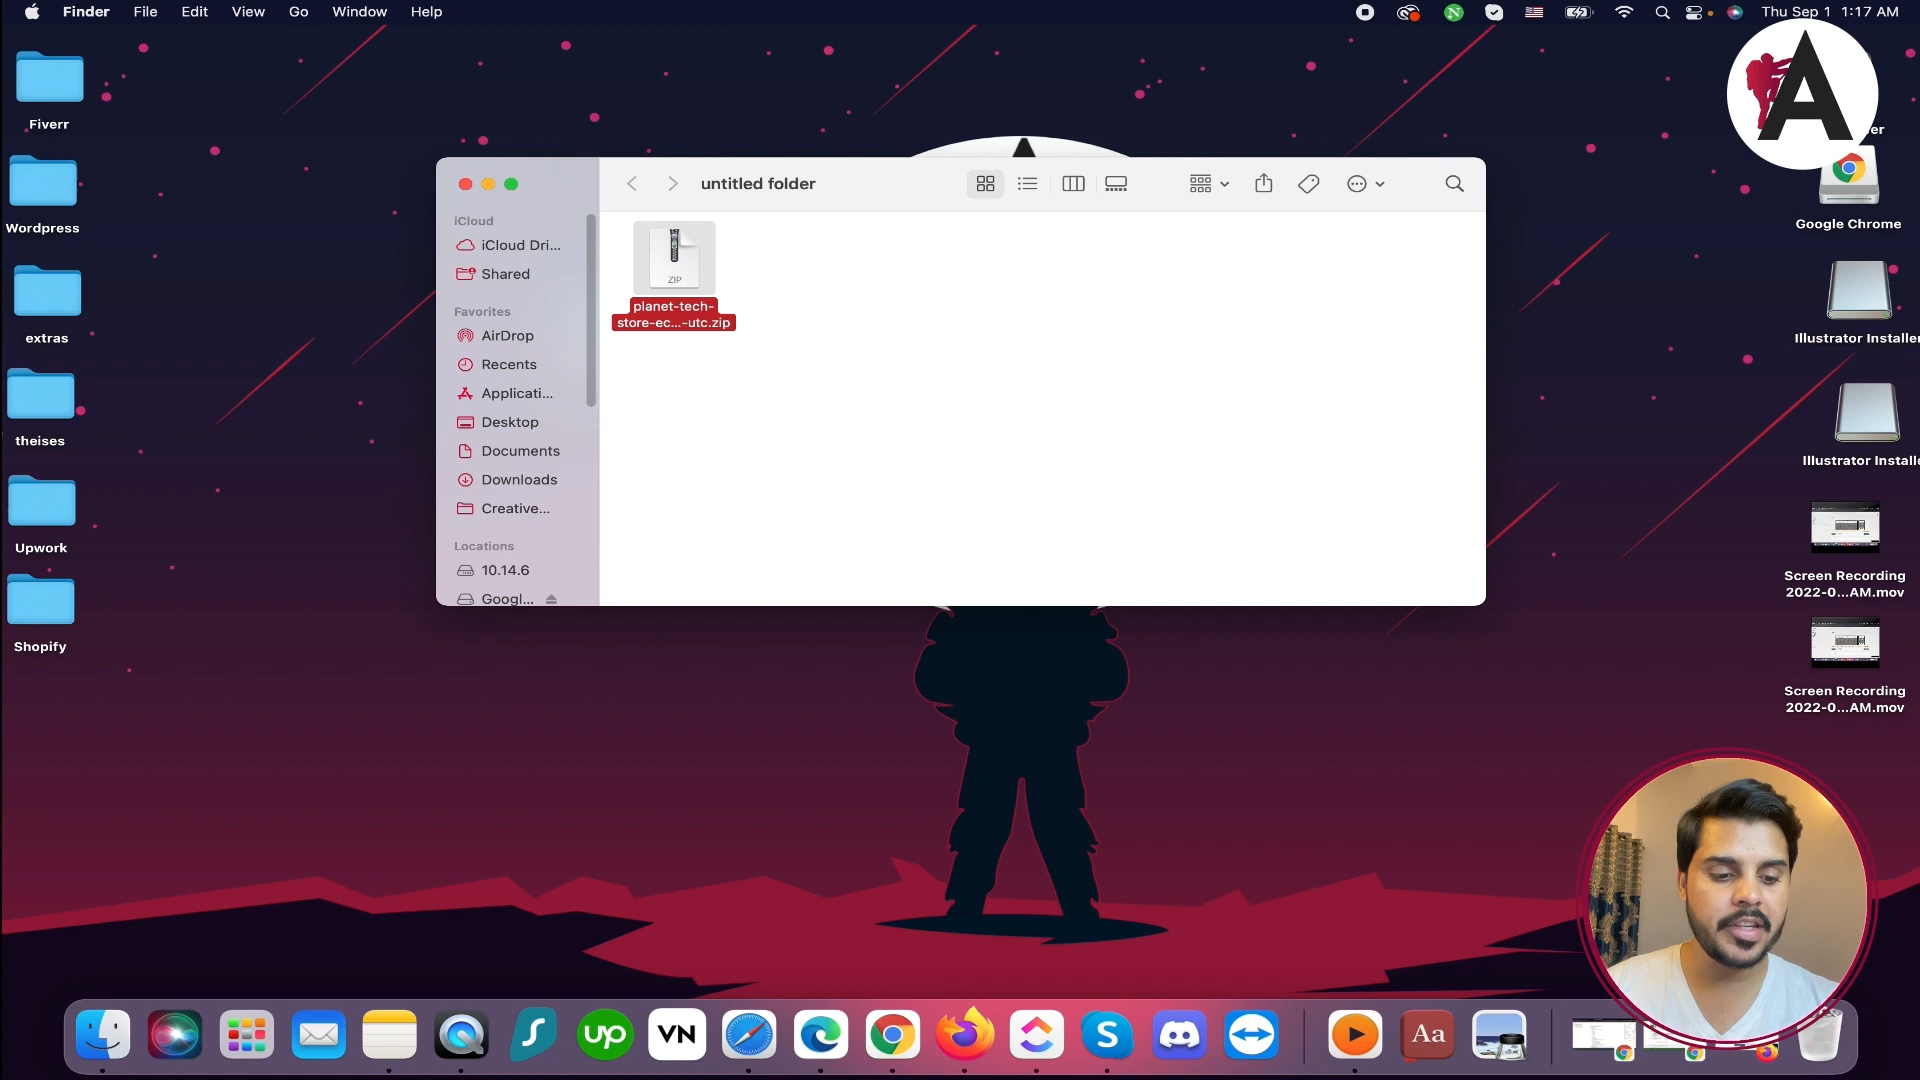 Finder File Edit View Go Window Help
Thu Sep 1 1:17 AM
A
Fiverr
Wordpress
extras
theises
Upwork
Shopify
untitled folder
iCloud
iCloud Dri...
Shared
Favorites
AirDrop
Recents
Applicati...
Desktop
Documents
Downloads
Creative...
Locations
10.14.6
Googl...
ZIP
planet-tech-
store-ec...-utc.zip
er
Google Chrome
Illustrator Installer
Illustrator Installe
Screen Recording
2022-0...AM.mov
Screen Recording
2022-0...AM.mov
up
VN
S
Aa